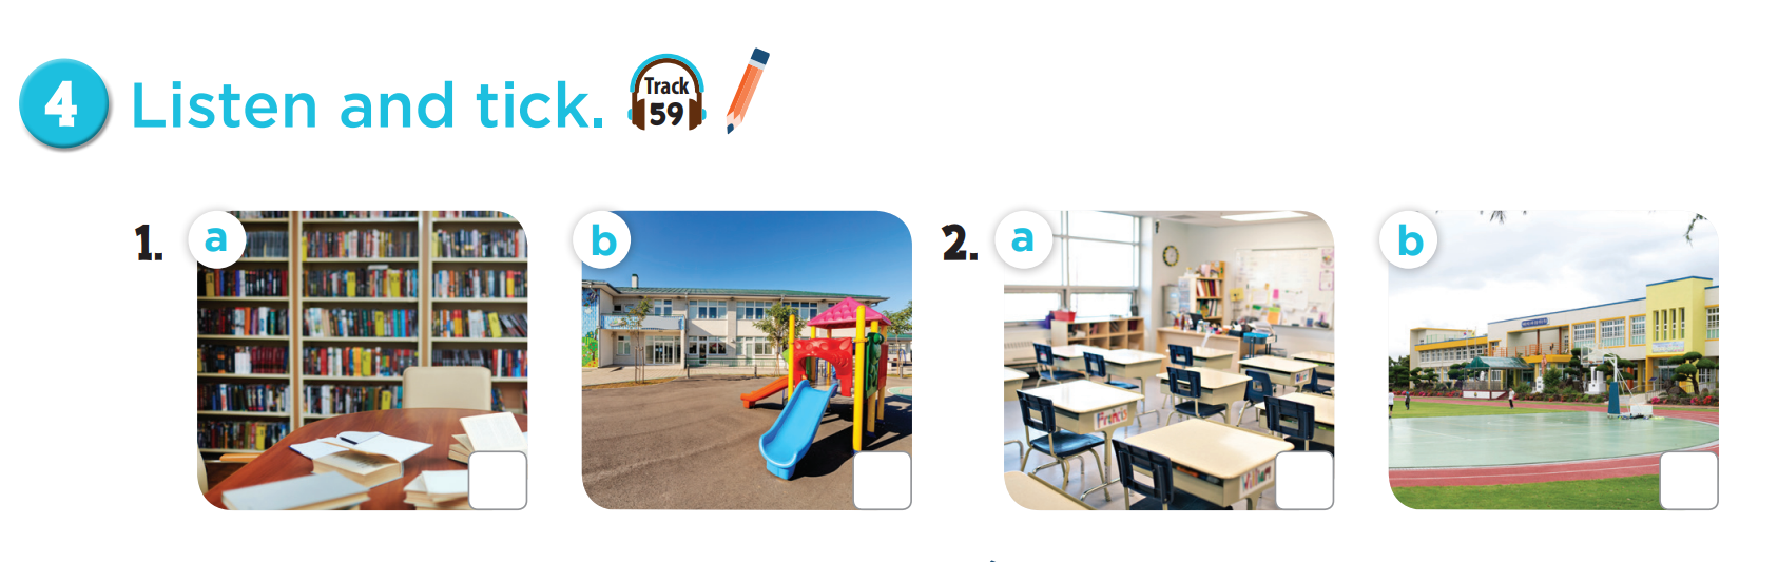 4 Listen and tick. Track 59
1. a b 2. a b